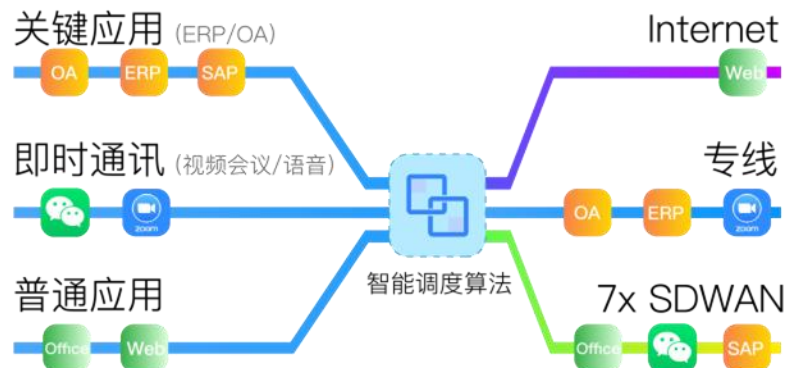 关键应用 (ERP/OA)
Internet
OA ERP SAP
Web
即时通讯 (视频会议/语音)
专线
zoom
OA ERP zoom
智能调度算法
普通应用
7x SDWAN
Office Web
Office SAP